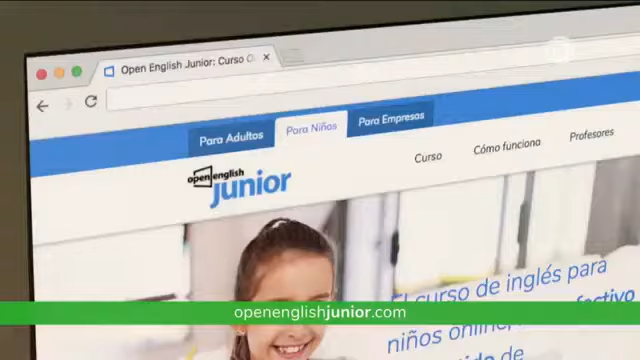 Open English Junior: Curso
Para Adultos
Para Niños
Para Empresas
Curso
Cómo funciona
Profesores
open english
junior
El curso de inglés para
niños online,
openenglishjunior.com
de